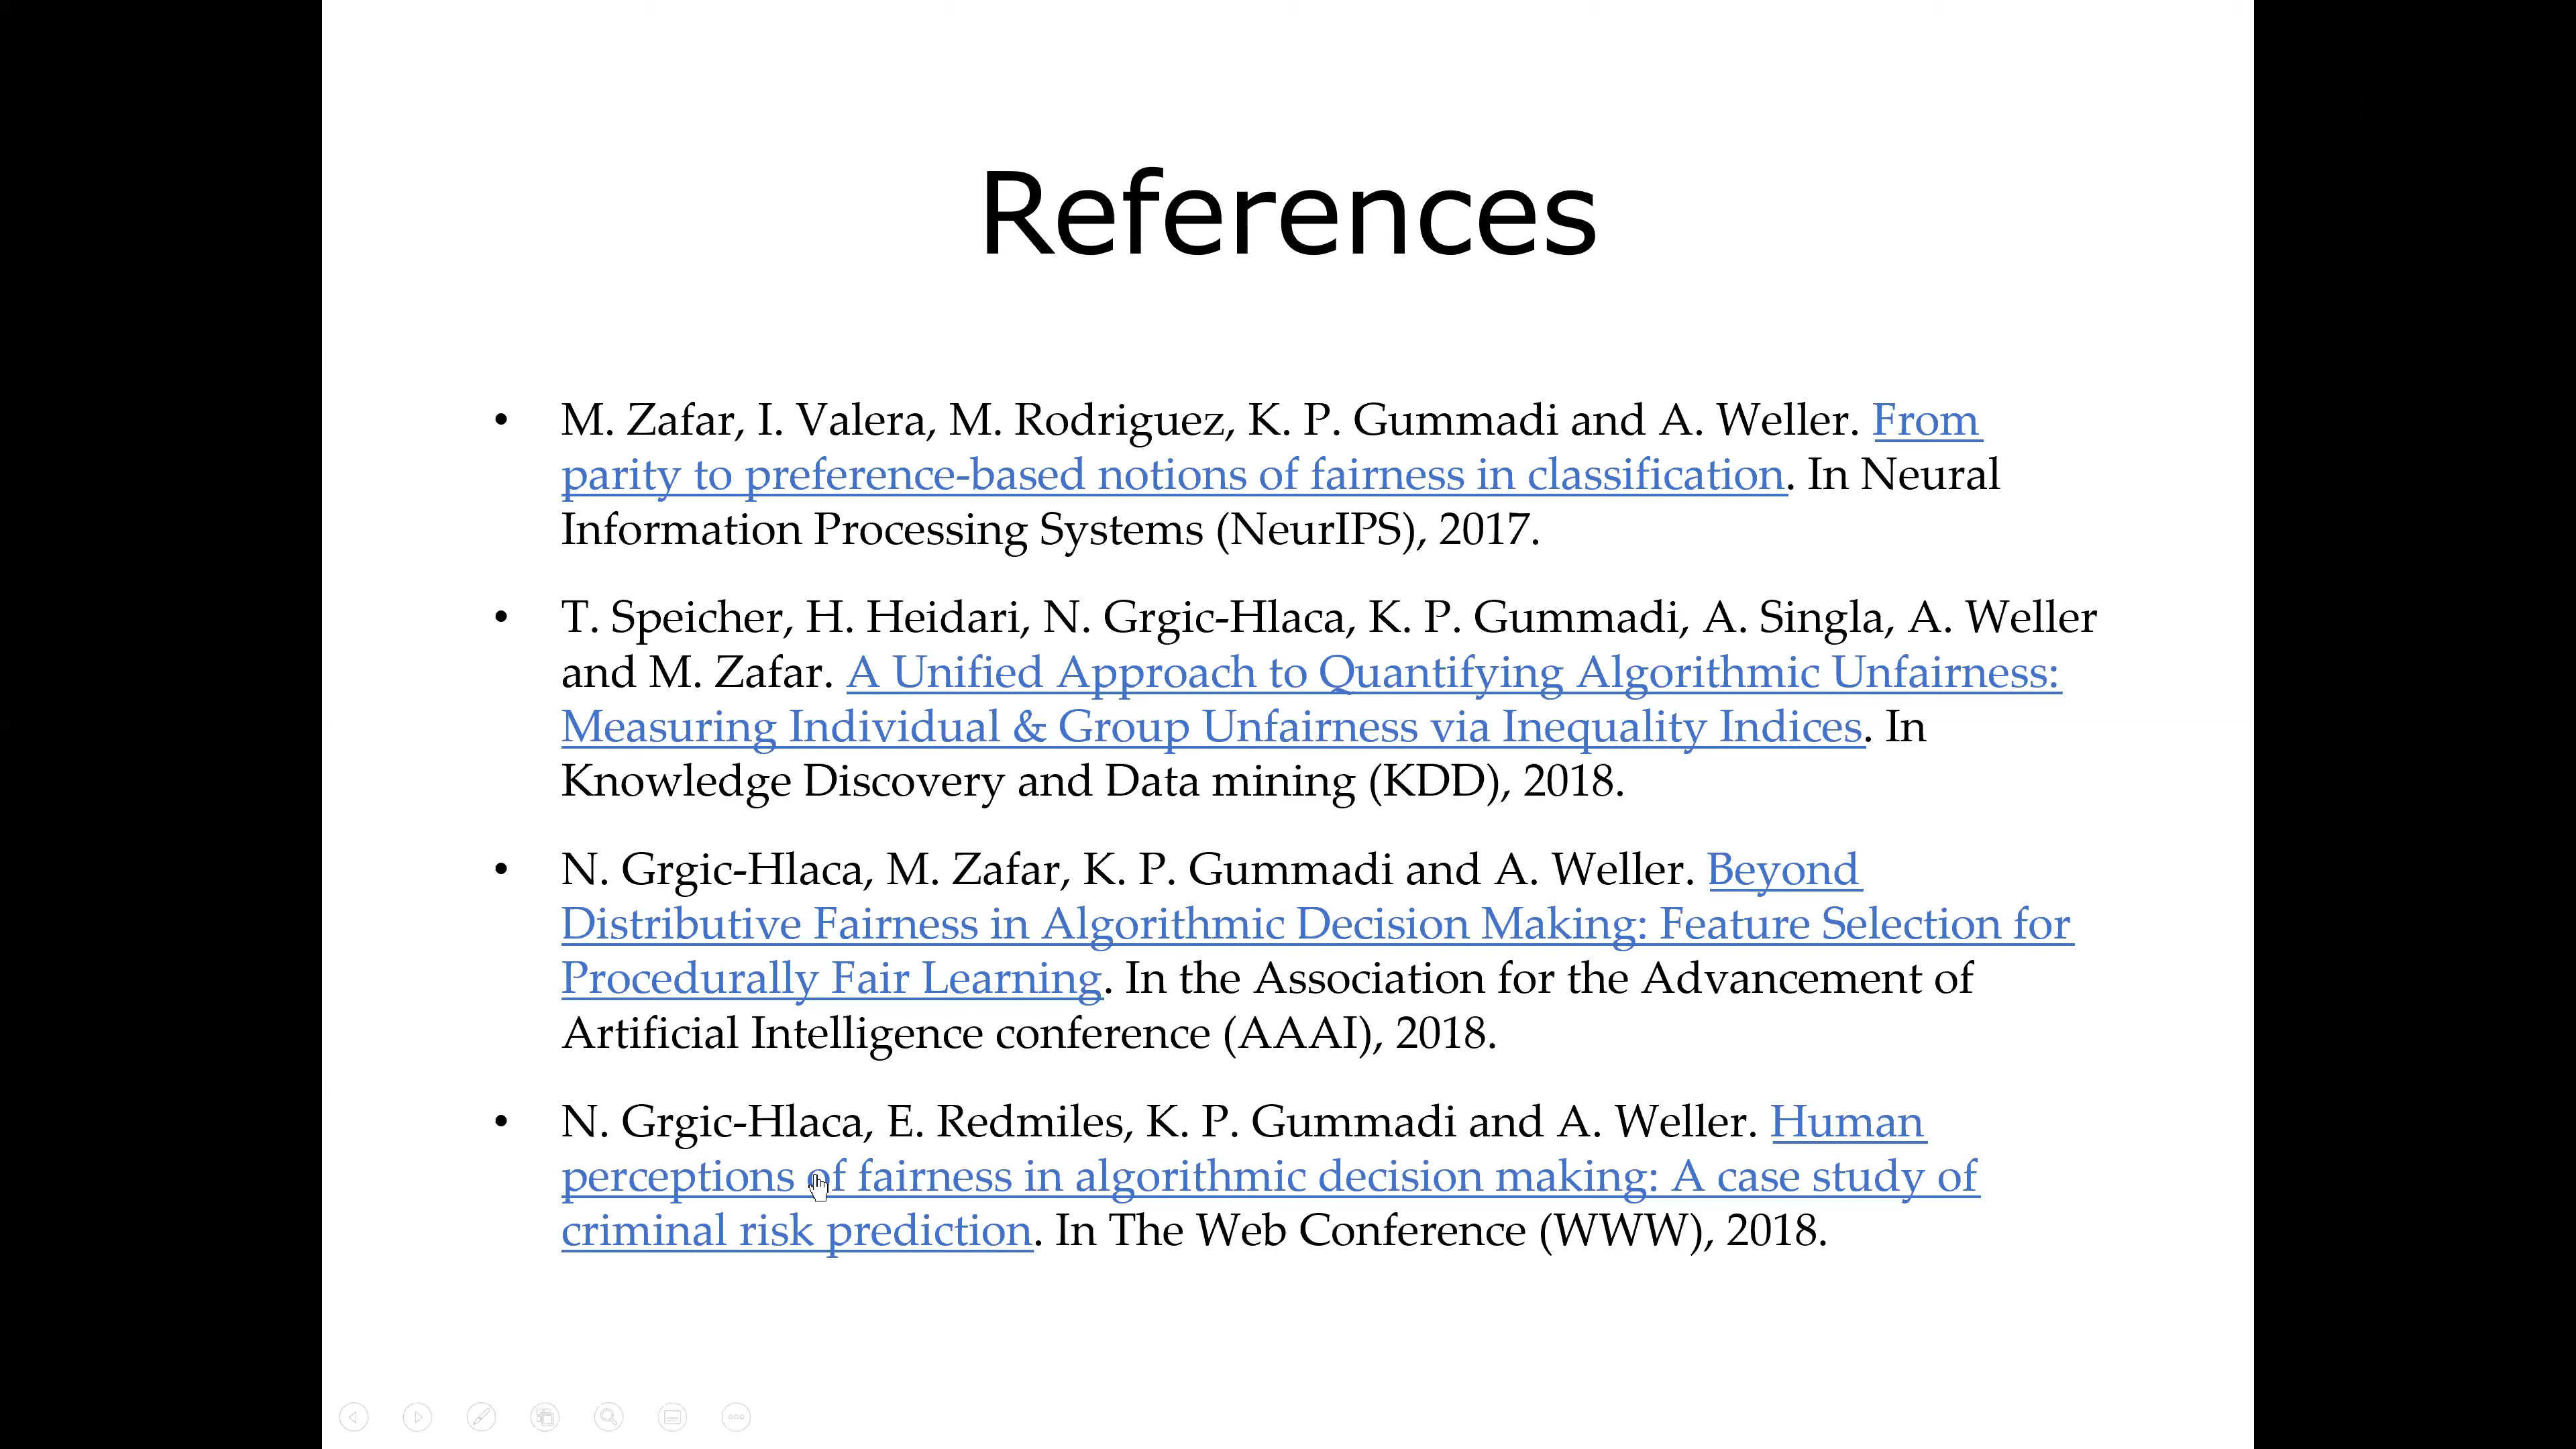 References
• M. Zafar, I. Valera, M. Rodriguez, K. P. Gummadi and A. Weller. From
parity to preference-based notions of fairness in classification. In Neural
Information Processing Systems (NeurIPS), 2017.
• T. Speicher, H. Heidari, N. Grgic-Hlaca, K. P. Gummadi, A. Singla, A. Weller
and M. Zafar. A Unified Approach to Quantifying Algorithmic Unfairness:
Measuring Individual & Group Unfairness via Inequality Indices. In
Knowledge Discovery and Data mining (KDD), 2018.
• N. Grgic-Hlaca, M. Zafar, K. P. Gummadi and A. Weller. Beyond
Distributive Fairness in Algorithmic Decision Making: Feature Selection for
Procedurally Fair Learning. In the Association for the Advancement of
Artificial Intelligence conference (AAAI), 2018.
• N. Grgic-Hlaca, E. Redmiles, K. P. Gummadi and A. Weller. Human
perceptions of fairness in algorithmic decision making: A case study of
criminal risk prediction. In The Web Conference (WWW), 2018.